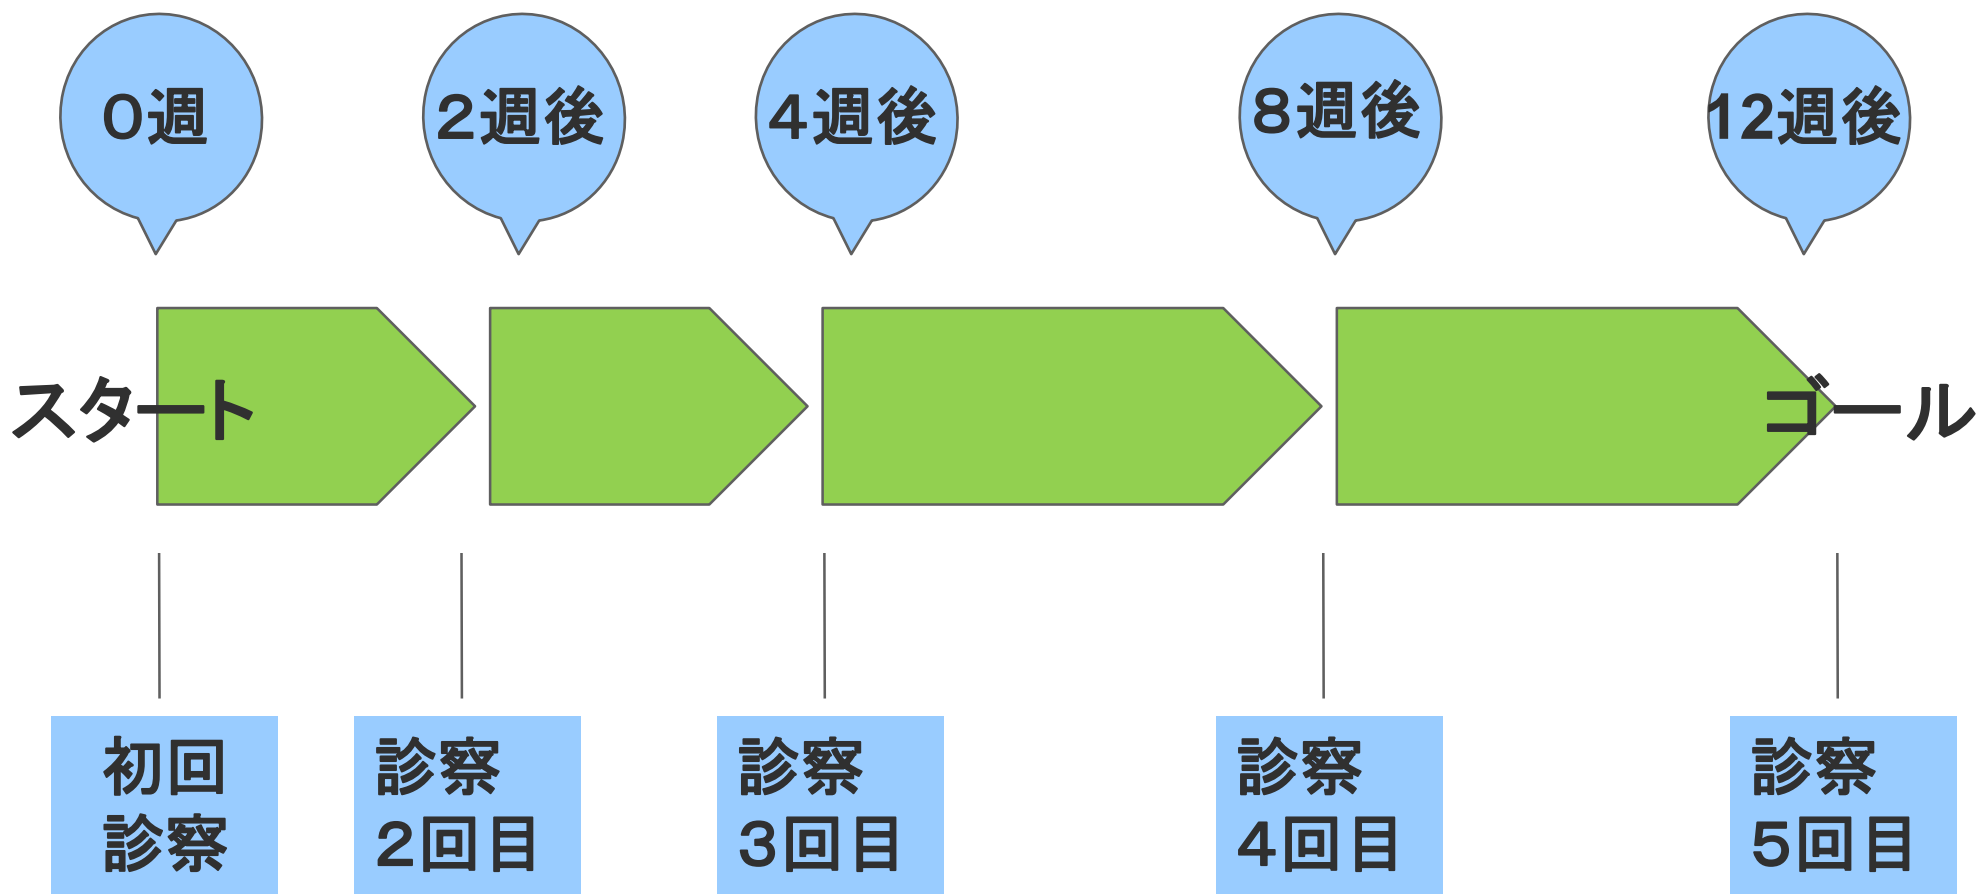 0週
2週後
4週後
8週後
12週後
スタート
ゴール
初回
診察
診察
2回目
診察
3回目
診察
4回目
診察
5回目